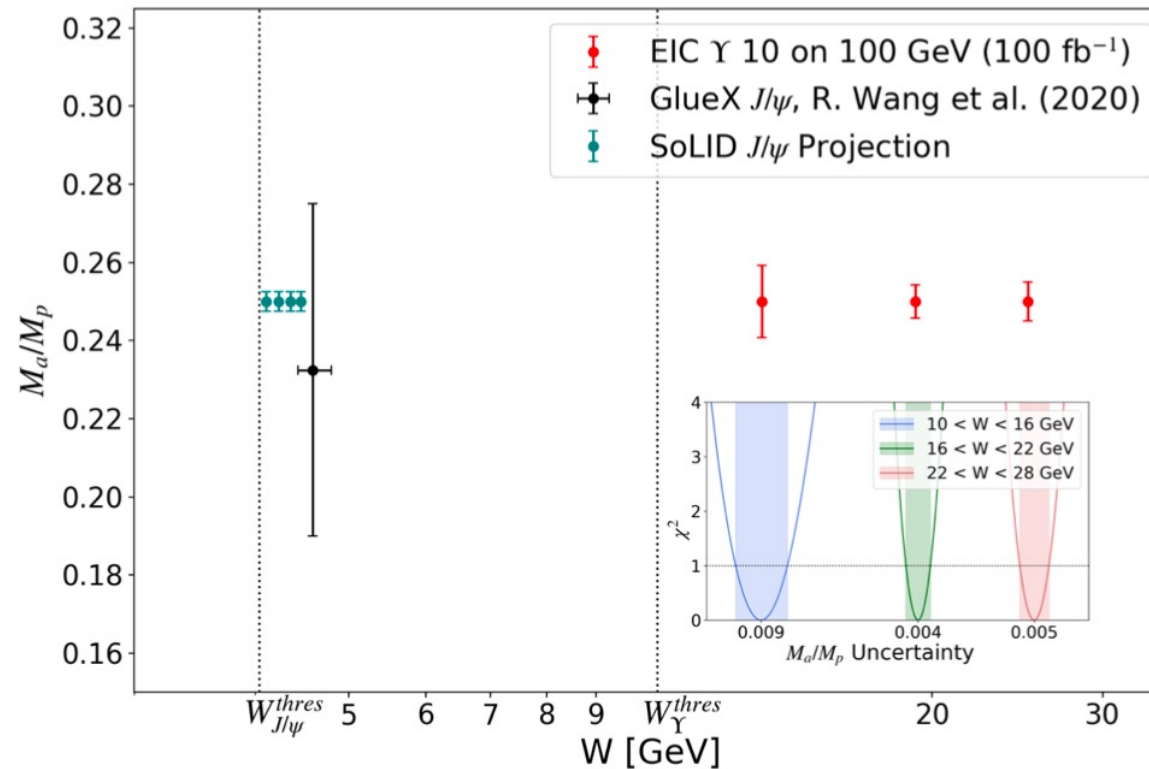 0.32
0.30
0.28
0.26
0.24
0.22
0.20
0.18
0.16
M_a/M_p
EIC ϒ 10 on 100 GeV (100 fb⁻¹)
GlueX J/ψ, R. Wang et al. (2020)
SoLID J/ψ Projection
4
3
2
1
0
χ²
10 < W < 16 GeV
16 < W < 22 GeV
22 < W < 28 GeV
0.009 0.004 0.005
M_a/M_p Uncertainty
W_{J/ψ}^{thres} 5 6 7 8 9 W_ϒ^{thres} 20 30
W [GeV]